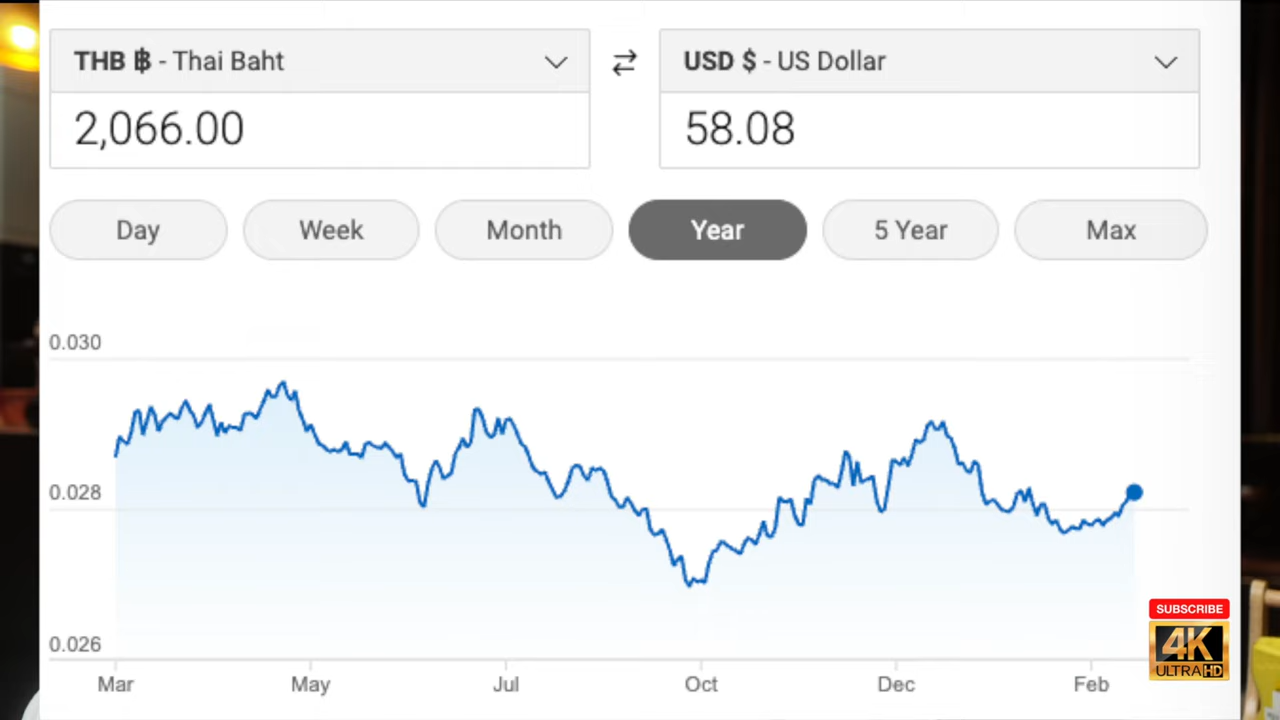 THB ฿ - Thai Baht
USD $ - US Dollar
2,066.00
58.08
Day
Week
Month
Year
5 Year
Max
0.030
0.028
0.026
Mar
May
Jul
Oct
Dec
Feb
SUBSCRIBE
4K
ULTRA HD